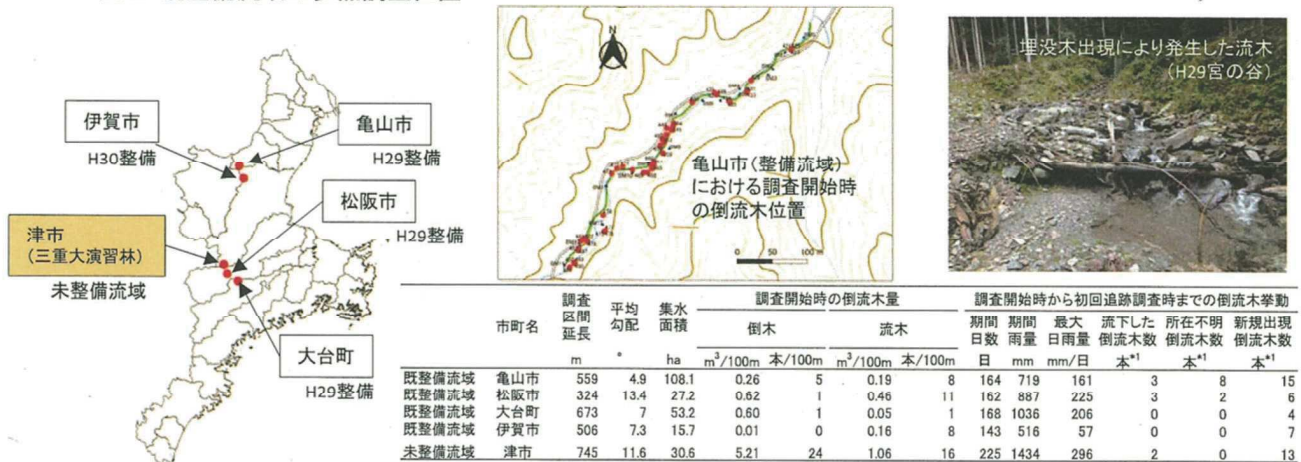 伊賀市
H30整備
亀山市
H29整備
松阪市
H29整備
津市
(三重大演習林)
未整備流域
大台町
H29整備
N
亀山市(整備流域)
における調査開始時
の倒流木位置
0 50 100 m
埋没木出現により発生した流木
(H29宮の谷)
調査開始時の倒流木量 調査開始時から初回追跡調査時までの倒流木挙動
市町名 調査区間延長 平均勾配 集水面積 倒木 流木 期間日数 期間雨量 最大日雨量 流下した倒流木数 所在不明倒流木数 新規出現倒流木数
m ° ha m³/100m 本/100m m³/100m 本/100m 日 mm mm/日 本*1 本*1 本*1
既整備流域 亀山市 559 4.9 108.1 0.26 5 0.19 8 164 719 161 3 8 15
既整備流域 松阪市 324 13.4 27.2 0.62 1 0.46 11 162 887 225 3 2 6
既整備流域 大台町 673 7 53.2 0.60 1 0.05 1 168 1036 206 0 0 4
既整備流域 伊賀市 506 7.3 15.7 0.01 0 0.16 8 143 516 57 0 0 7
未整備流域 津市 745 11.6 30.6 5.21 24 1.06 16 225 1434 296 2 0 13